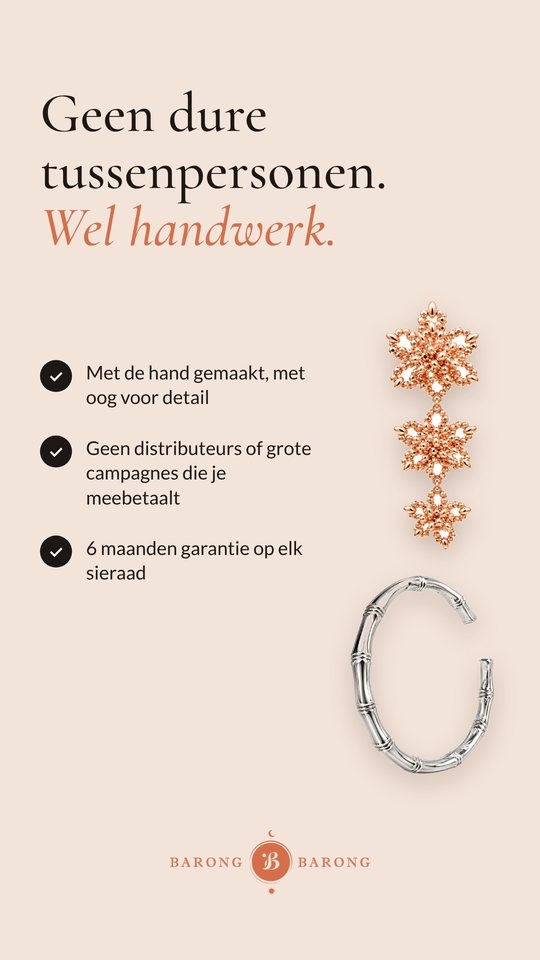 Geen dure
tussenpersonen.
Wel handwerk.
Met de hand gemaakt, met
oog voor detail
Geen distributeurs of grote
campagnes die je
meebetaalt
6 maanden garantie op elk
sieraad
BARONG B BARONG